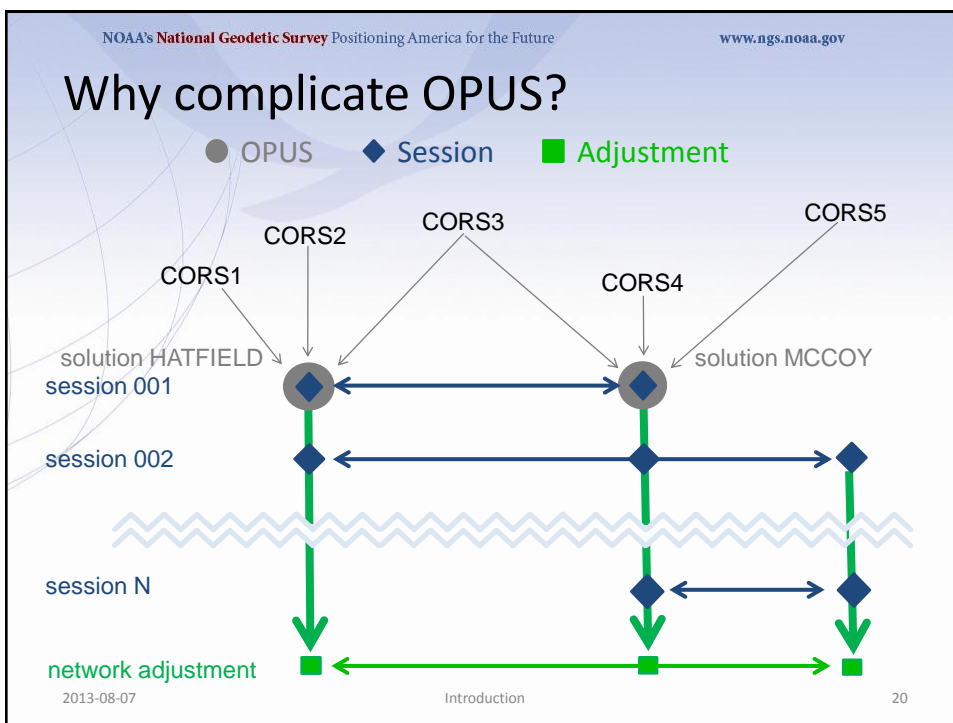 NOAA's National Geodetic Survey Positioning America for the Future www.ngs.noaa.gov
Why complicate OPUS?
OPUS Session Adjustment
CORS1
CORS2
CORS3
CORS4
CORS5
solution HATFIELD
solution MCCOY
session 001
session 002
session N
network adjustment
2013-08-07 Introduction 20